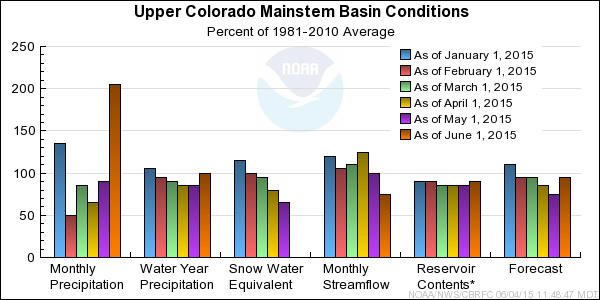 Upper Colorado Mainstem Basin Conditions
Percent of 1981-2010 Average
250
200
150
100
50
0
NOAA
As of January 1, 2015
As of February 1, 2015
As of March 1, 2015
As of April 1, 2015
As of May 1, 2015
As of June 1, 2015
Monthly
Precipitation
Water Year
Precipitation
Snow Water
Equivalent
Monthly
Streamflow
Reservoir
Contents*
Forecast
NOAA/NWS/CBRFC 06/04/15 11:48:47 MDT